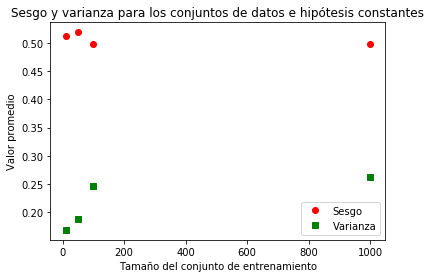 Sesgo y varianza para los conjuntos de datos e hipótesis constantes
Valor promedio
0.50
0.45
0.40
0.35
0.30
0.25
0.20
0
200
400
600
800
1000
Sesgo
Varianza
Tamaño del conjunto de entrenamiento